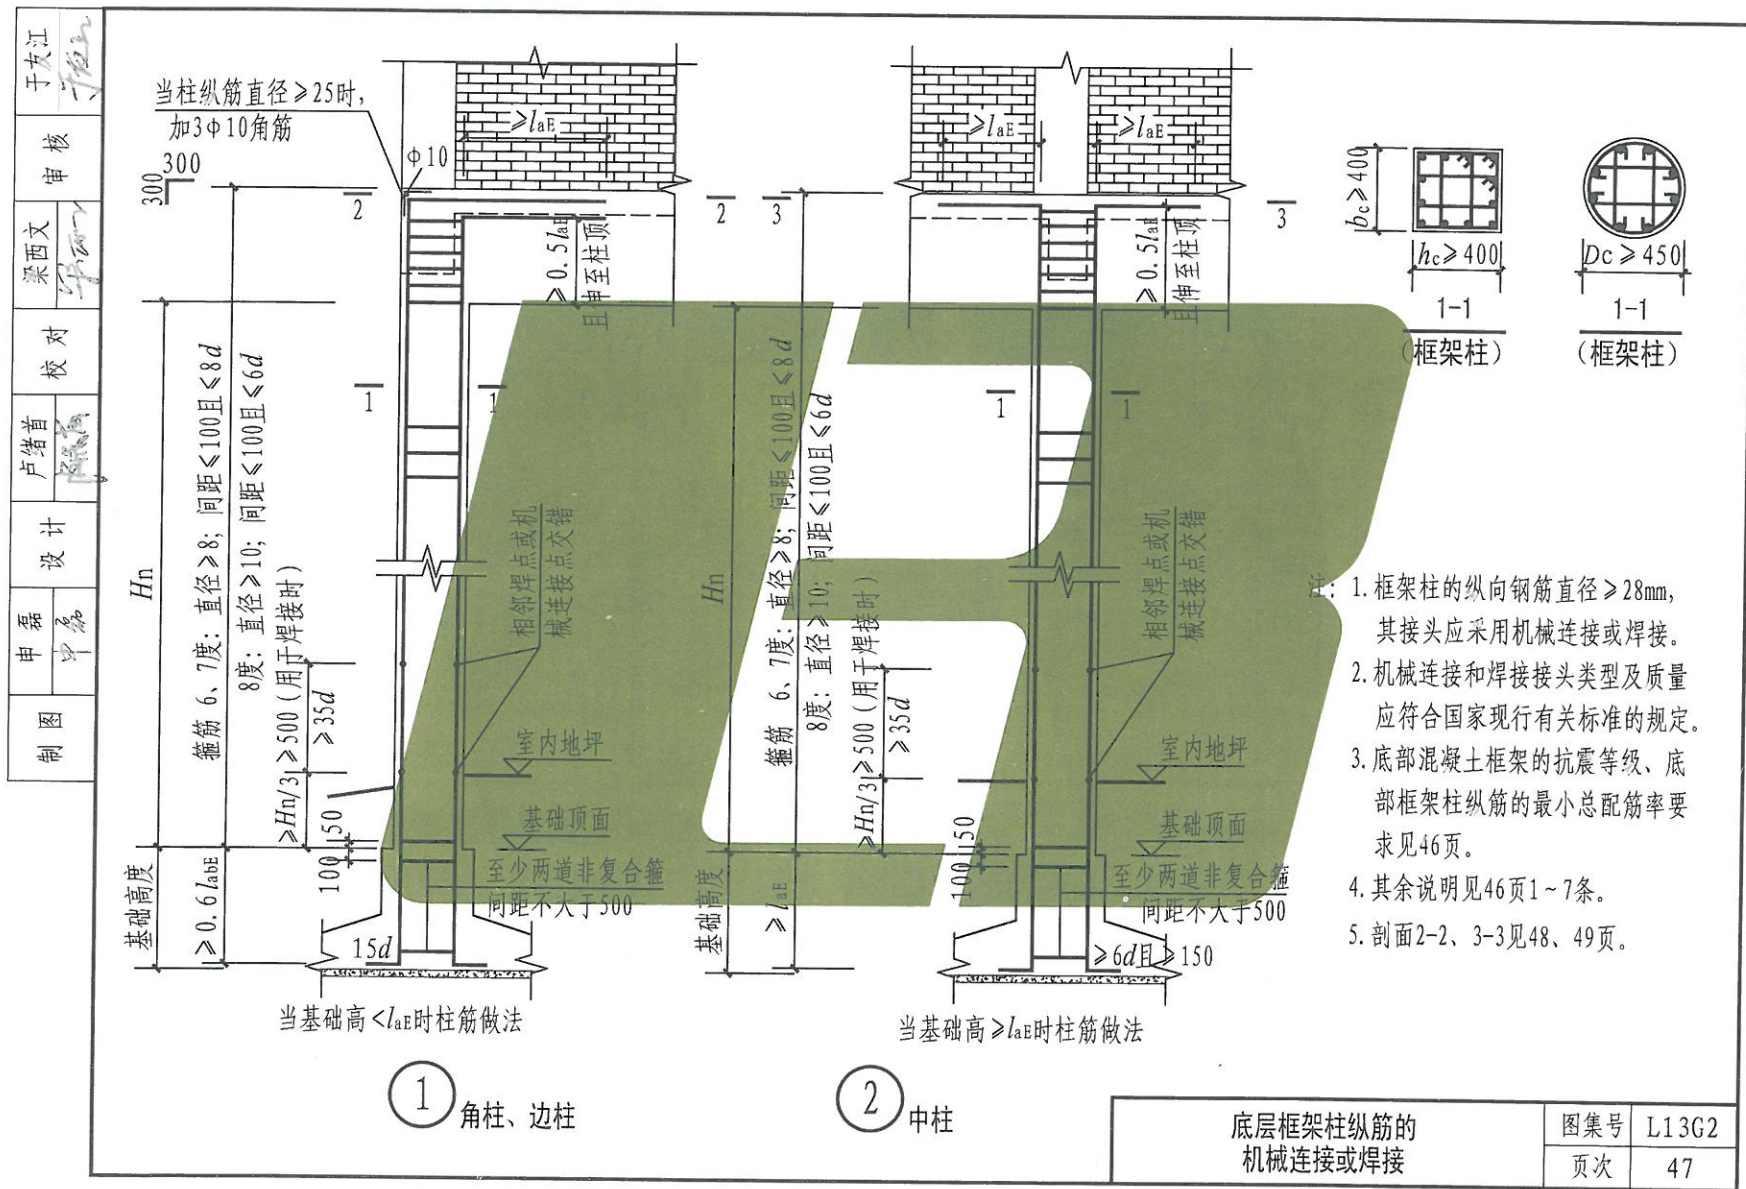 于友江
审核
梁西文
校对
卢绪首
设计
申磊
制图
当柱纵筋直径≥25时,
加3φ10角筋
300
300
φ10
≥laE
2
2
≥0.5laE
且伸至柱顶
Hn
1
1
箍筋 6、7度: 直径≥8; 间距≤100且≤8d
8度: 直径≥10; 间距≤100且≤6d
相邻焊点或机
械连接点交错
≥500(用于焊接时)
≥35d
≥Hn/3
室内地坪
基础顶面
50
100
基础高度
≥0.6labE
至少两道非复合箍
间距不大于500
15d
当基础高<laE时柱筋做法
1
角柱、边柱
≥laE
≥laE
3
3
≥0.5laE
且伸至柱顶
Hn
1
1
箍筋 6、7度: 直径≥8; 间距≤100且≤8d
8度: 直径≥10; 间距≤100且≤6d
相邻焊点或机
械连接点交错
≥500(用于焊接时)
≥35d
≥Hn/3
室内地坪
基础顶面
50
100
基础高度
≥laE
至少两道非复合箍
间距不大于500
≥6d且≥150
当基础高≥laE时柱筋做法
2
中柱
bc≥400
hc≥400
1-1
(框架柱)
Dc≥450
1-1
(框架柱)
注: 1. 框架柱的纵向钢筋直径≥28mm,
其接头应采用机械连接或焊接。
2. 机械连接和焊接接头类型及质量
应符合国家现行有关标准的规定。
3. 底部混凝土框架的抗震等级、底
部框架柱纵筋的最小总配筋率要
求见46页。
4. 其余说明见46页1~7条。
5. 剖面2-2、3-3见48、49页。
底层框架柱纵筋的
机械连接或焊接
图集号
L13G2
页次
47